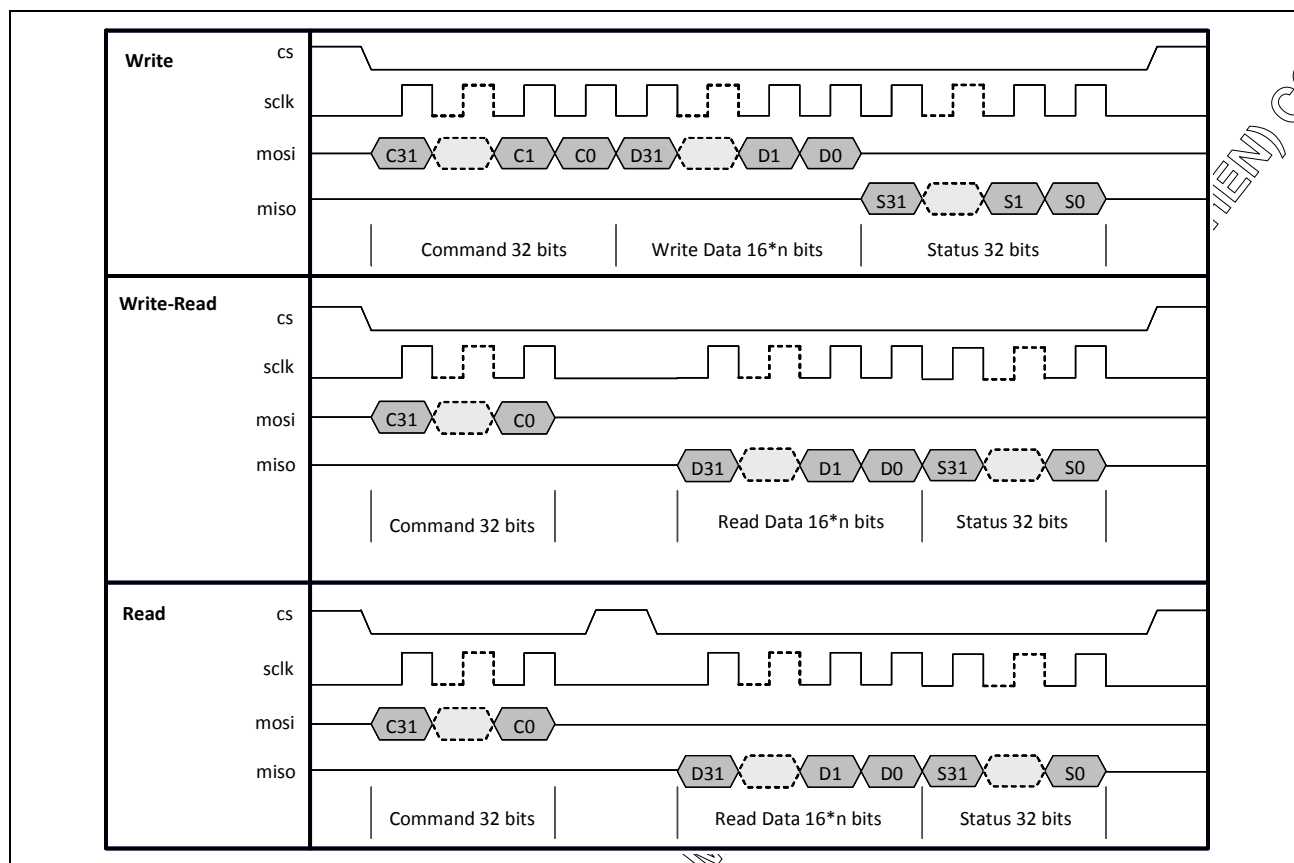 Write
cs
sclk
mosi C31 C1 C0 D31 D1 D0
miso S31 S1 S0
Command 32 bits Write Data 16*n bits Status 32 bits
Write-Read
cs
sclk
mosi C31 C0
miso D31 D1 D0 S31 S0
Command 32 bits Read Data 16*n bits Status 32 bits
Read
cs
sclk
mosi C31 C0
miso D31 D1 D0 S31 S0
Command 32 bits Read Data 16*n bits Status 32 bits